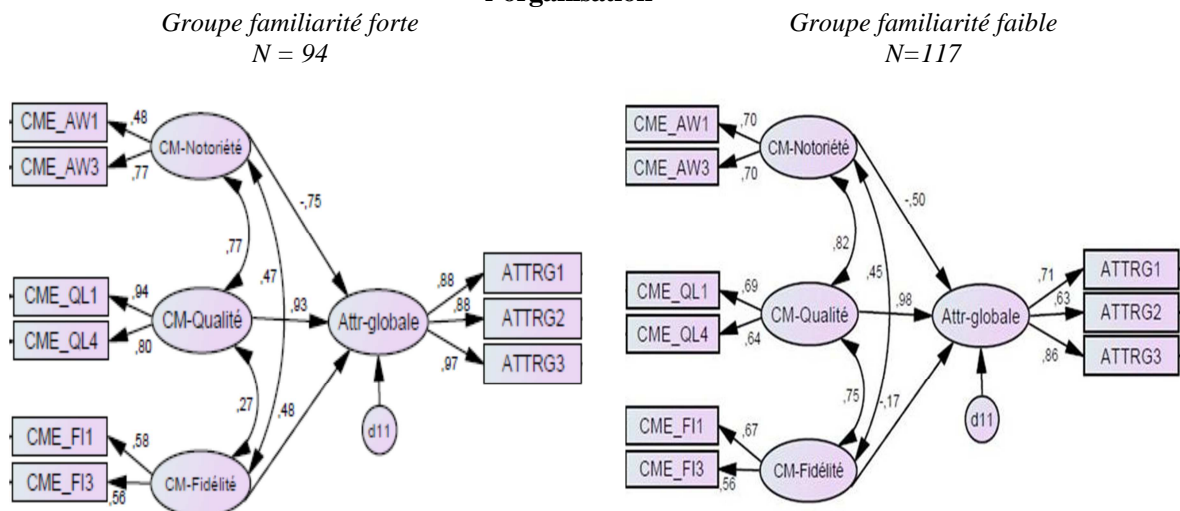 Groupe familiarité forte
N = 94
CME_AW1
CME_AW3
CME_QL1
CME_QL4
CME_FI1
CME_FI3
,48
,77
,94
,80
,58
,56
CM-Notoriété
CM-Qualité
CM-Fidélité
,77
,47
,27
-,75
,93
,48
Attr-globale
d11
,88
,88
,97
ATTRG1
ATTRG2
ATTRG3
Groupe familiarité faible
N=117
CME_AW1
CME_AW3
CME_QL1
CME_QL4
CME_FI1
CME_FI3
,70
,70
,69
,64
,67
,56
CM-Notoriété
CM-Qualité
CM-Fidélité
,82
,45
,75
-,50
,98
-,17
Attr-globale
d11
,71
,63
,86
ATTRG1
ATTRG2
ATTRG3